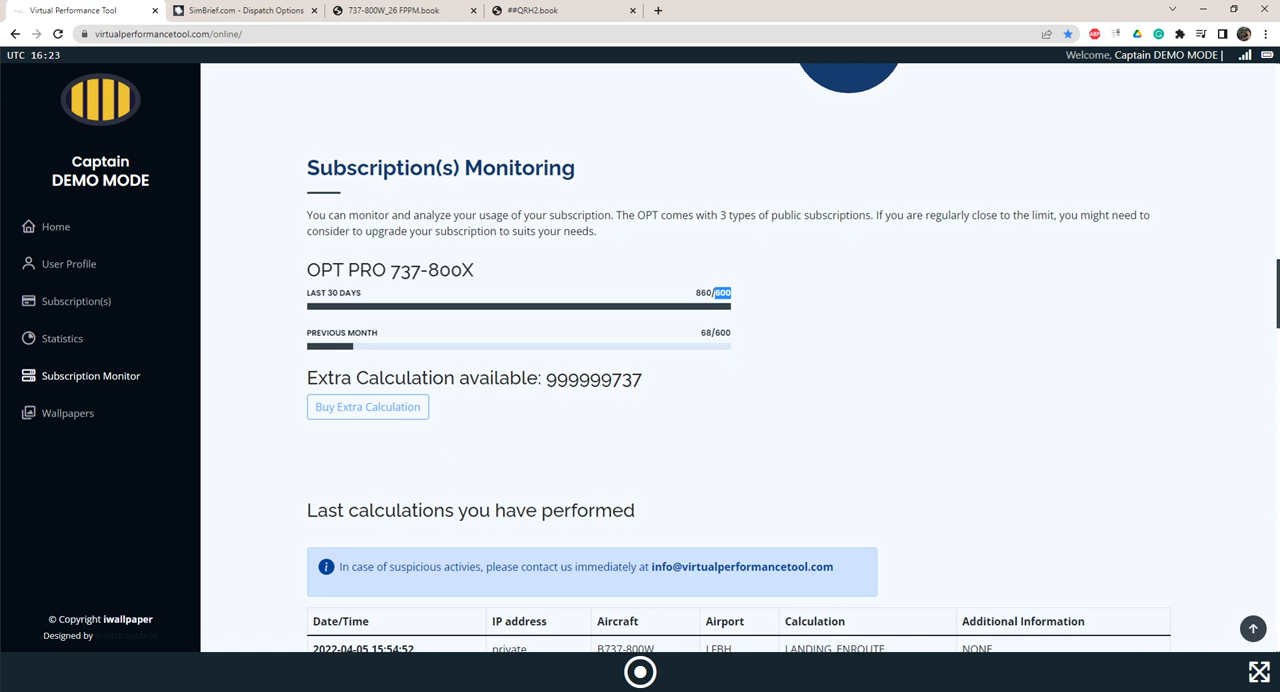 Virtual Performance Tool
SimBrief.com - Dispatch Options
737-800W_26 FPPM.book
##QRH2.book
virtualperformancetool.com/online/
UTC 16:23
Welcome, Captain DEMO MODE |
Captain
DEMO MODE
Home
User Profile
Subscription(s)
Statistics
Subscription Monitor
Wallpapers
© Copyright iwallpaper
Designed by
Subscription(s) Monitoring
You can monitor and analyze your usage of your subscription. The OPT comes with 3 types of public subscriptions. If you are regularly close to the limit, you might need to
consider to upgrade your subscription to suits your needs.
OPT PRO 737-800X
LAST 30 DAYS 860/600
PREVIOUS MONTH 68/600
Extra Calculation available: 999999737
Buy Extra Calculation
Last calculations you have performed
In case of suspicious activies, please contact us immediately at info@virtualperformancetool.com
Date/Time IP address Aircraft Airport Calculation Additional Information
2022-04-05 15:54:52 private B737-800W LFBH LANDING_ENROUTE NONE